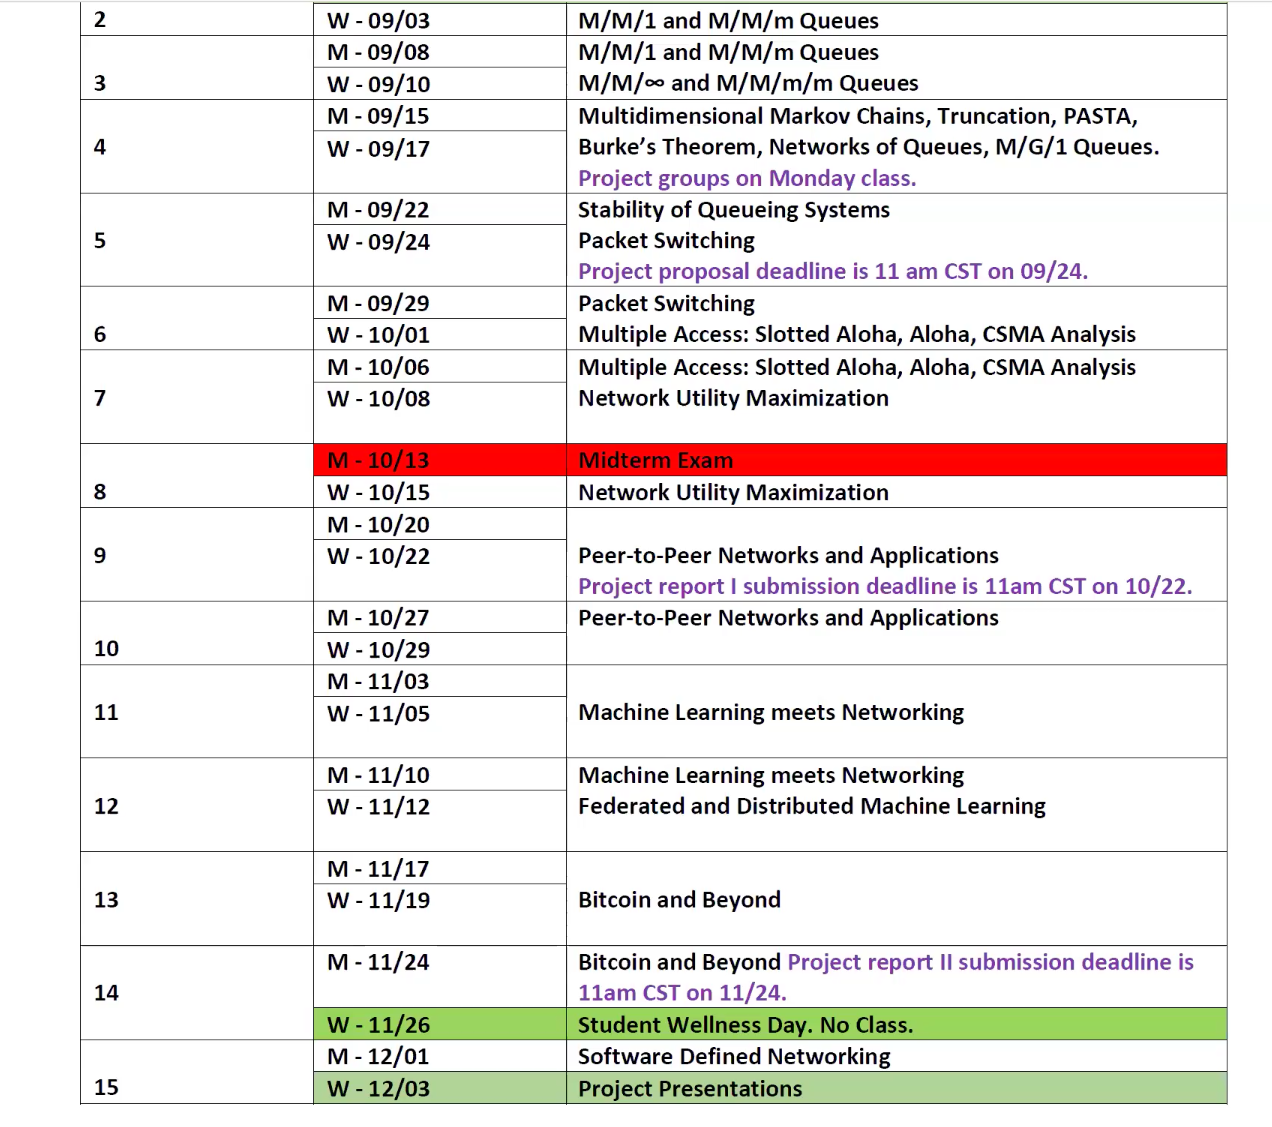 2 W - 09/03 M/M/1 and M/M/m Queues
M - 09/08 M/M/1 and M/M/m Queues
3 W - 09/10 M/M/∞ and M/M/m/m Queues
M - 09/15 Multidimensional Markov Chains, Truncation, PASTA,
4 W - 09/17 Burke’s Theorem, Networks of Queues, M/G/1 Queues.
Project groups on Monday class.
M - 09/22 Stability of Queueing Systems
5 W - 09/24 Packet Switching
Project proposal deadline is 11 am CST on 09/24.
M - 09/29 Packet Switching
6 W - 10/01 Multiple Access: Slotted Aloha, Aloha, CSMA Analysis
M - 10/06 Multiple Access: Slotted Aloha, Aloha, CSMA Analysis
7 W - 10/08 Network Utility Maximization
M - 10/13 Midterm Exam
8 W - 10/15 Network Utility Maximization
M - 10/20
9 W - 10/22 Peer-to-Peer Networks and Applications
Project report I submission deadline is 11am CST on 10/22.
M - 10/27 Peer-to-Peer Networks and Applications
10 W - 10/29
M - 11/03
11 W - 11/05 Machine Learning meets Networking
M - 11/10 Machine Learning meets Networking
12 W - 11/12 Federated and Distributed Machine Learning
M - 11/17
13 W - 11/19 Bitcoin and Beyond
M - 11/24 Bitcoin and Beyond Project report II submission deadline is
14 11am CST on 11/24.
W - 11/26 Student Wellness Day. No Class.
M - 12/01 Software Defined Networking
15 W - 12/03 Project Presentations